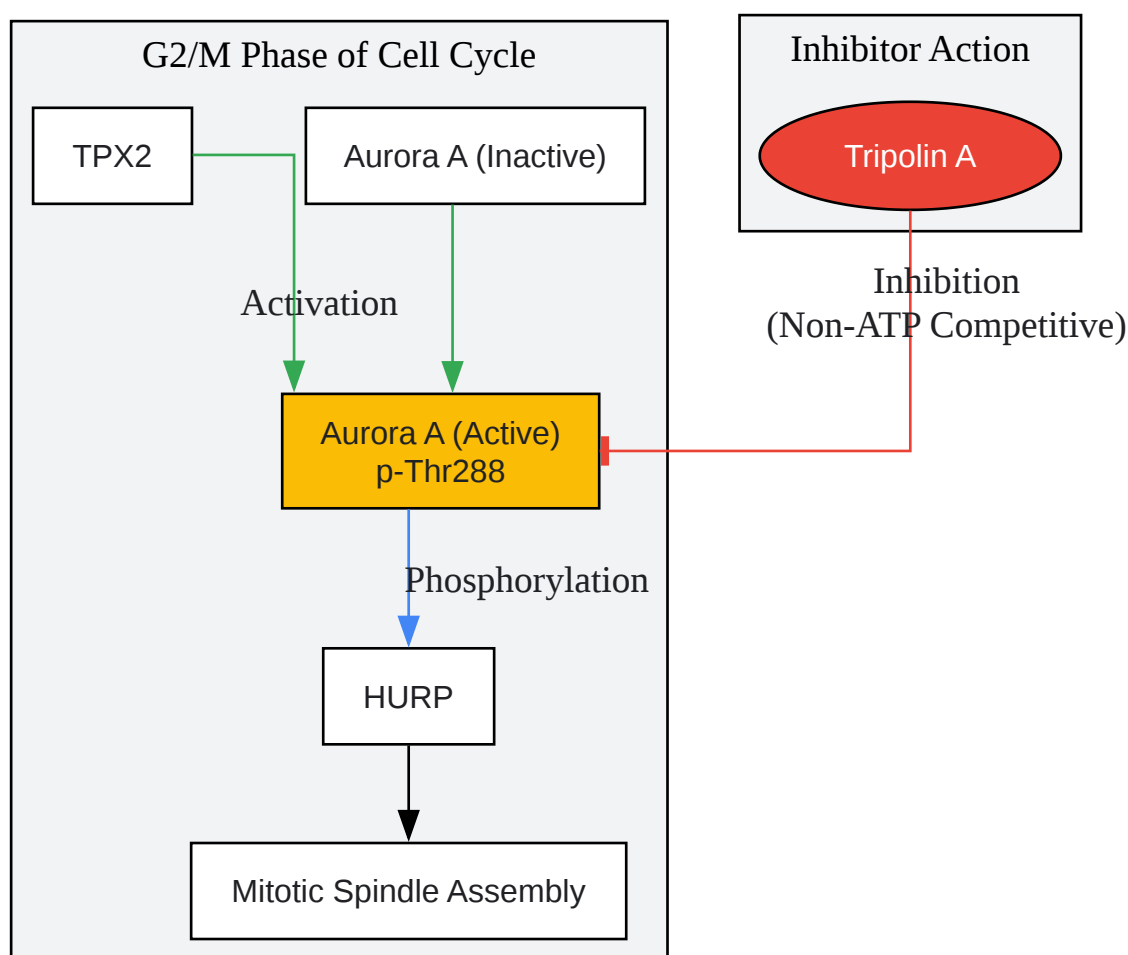 G2/M Phase of Cell Cycle
TPX2
Aurora A (Inactive)
Activation
Aurora A (Active)
p-Thr288
Phosphorylation
HURP
Mitotic Spindle Assembly
Inhibitor Action
Tripolin A
Inhibition
(Non-ATP Competitive)